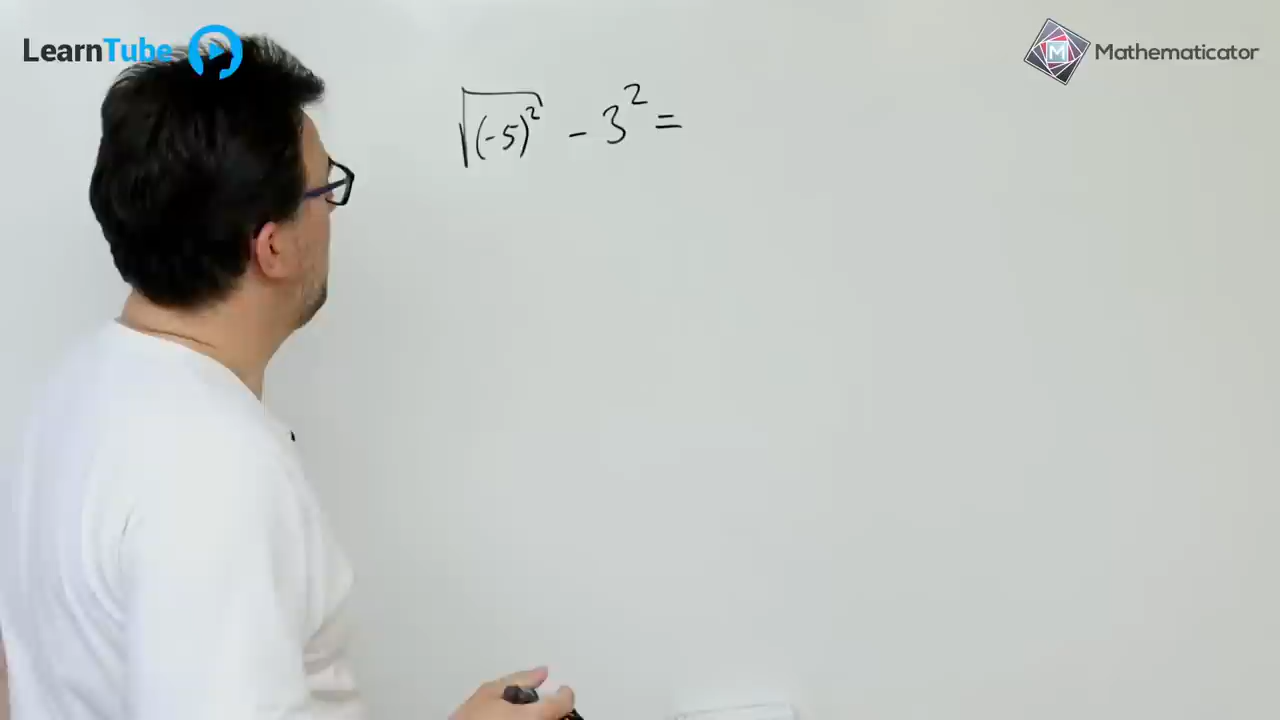 LearnTube
M Mathematicator
√(-5)² - 3² =